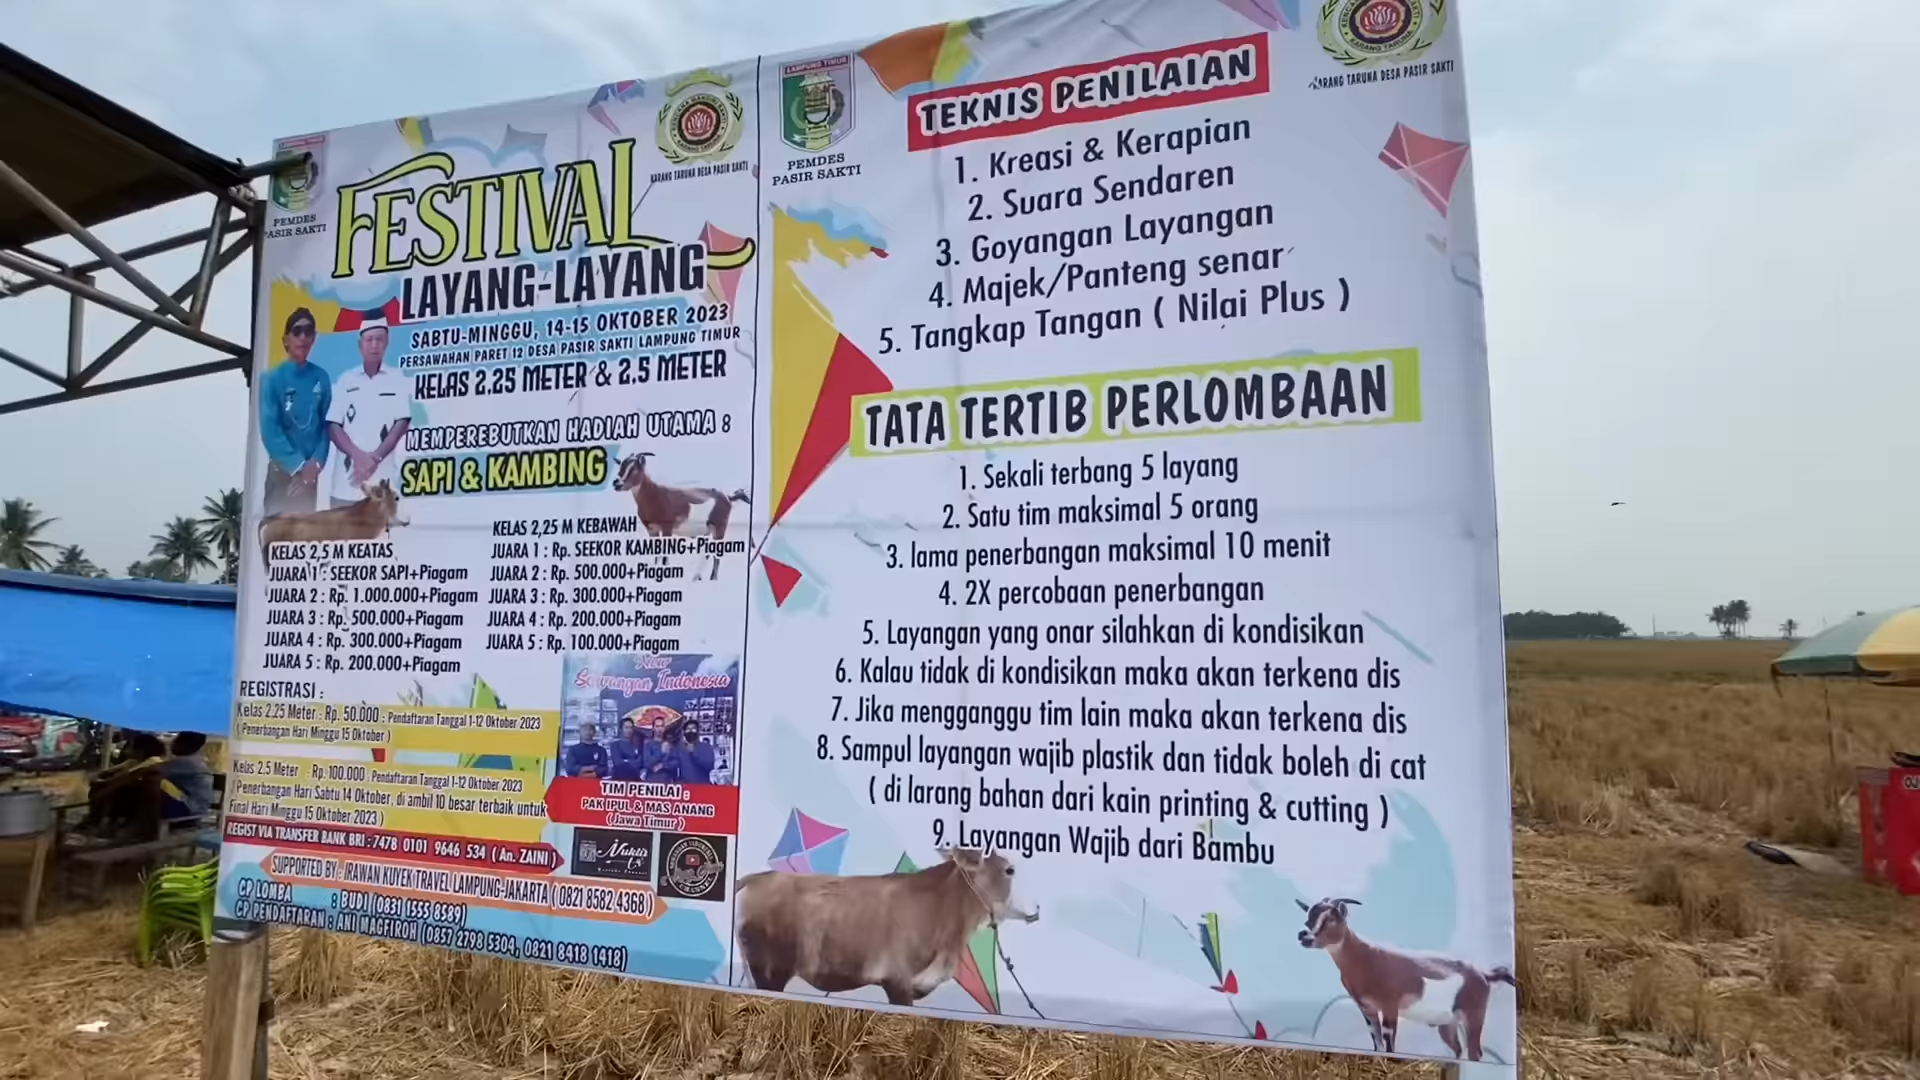 LAMPUNG TIMUR
PEMDES
PASIR SAKTI
KARANG TARUNA
KARANG TARUNA DESA PASIR SAKTI
FESTIVAL
LAYANG-LAYANG
SABTU-MINGGU, 14-15 OKTOBER 2023
PERSAWAHAN PARET 12 DESA PASIR SAKTI LAMPUNG TIMUR
KELAS 2.25 METER & 2.5 METER
MEMPEREBUTKAN HADIAH UTAMA :
SAPI & KAMBING
KELAS 2,5 M KEATAS
JUARA 1 : SEEKOR SAPI+Piagam
JUARA 2 : Rp. 1.000.000+Piagam
JUARA 3 : Rp. 500.000+Piagam
JUARA 4 : Rp. 300.000+Piagam
JUARA 5 : Rp. 200.000+Piagam
KELAS 2,25 M KEBAWAH
JUARA 1 : Rp. SEEKOR KAMBING+Piagam
JUARA 2 : Rp. 500.000+Piagam
JUARA 3 : Rp. 300.000+Piagam
JUARA 4 : Rp. 200.000+Piagam
JUARA 5 : Rp. 100.000+Piagam
REGISTRASI :
Kelas 2.25 Meter : Rp. 50.000 : Pendaftaran Tanggal 1-12 Oktober 2023
( Penerbangan Hari Minggu 15 Oktober )
Kelas 2,5 Meter : Rp. 100.000 : Pendaftaran Tanggal 1-12 Oktober 2023
( Penerbangan Hari Sabtu 14 Oktober, di ambil 10 besar terbaik untuk
Final Hari Minggu 15 Oktober 2023 )
New
Sowangan Indonesia
TIM PENILAI :
PAK IPUL & MAS ANANG
( Jawa Timur )
REGIST VIA TRANSFER BANK BRI : 7478 0101 9646 534 ( An. ZAINI )
SUPPORTED BY : IRAWAN KUYEK TRAVEL LAMPUNG-JAKARTA ( 0821 8582 4368 )
CP LOMBA : BUDI (0831 1555 8589)
CP PENDAFTARAN : ANI MAGFIROH (0857 2798 5304, 0821 8418 1418)
LAMPUNG TIMUR
PEMDES
PASIR SAKTI
KARANG TARUNA
KARANG TARUNA DESA PASIR SAKTI
TEKNIS PENILAIAN
1. Kreasi & Kerapian
2. Suara Sendaren
3. Goyangan Layangan
4. Majek/Panteng senar
5. Tangkap Tangan ( Nilai Plus )
TATA TERTIB PERLOMBAAN
1. Sekali terbang 5 layang
2. Satu tim maksimal 5 orang
3. lama penerbangan maksimal 10 menit
4. 2X percobaan penerbangan
5. Layangan yang onar silahkan di kondisikan
6. Kalau tidak di kondisikan maka akan terkena dis
7. Jika mengganggu tim lain maka akan terkena dis
8. Sampul layangan wajib plastik dan tidak boleh di cat
( di larang bahan dari kain printing & cutting )
9. Layangan Wajib dari Bambu